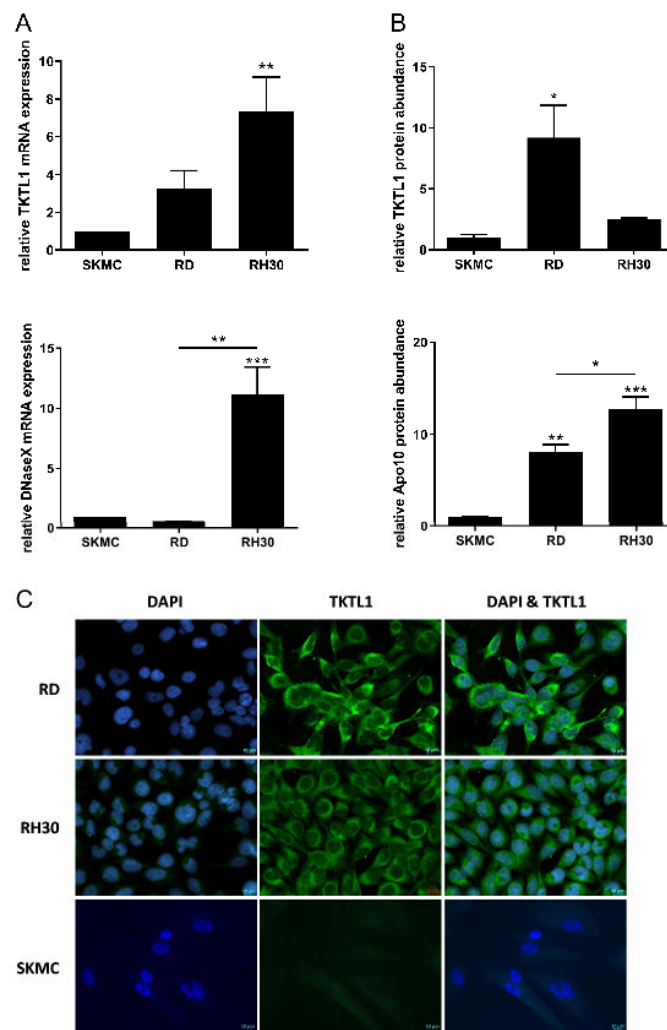 A
B
relative TKTL1 mRNA expression
10
8
6
4
2
0
**
SKMC RD RH30
relative TKTL1 protein abundance
15
10
5
0
*
SKMC RD RH30
relative DNaseX mRNA expression
15
10
5
0
**
***
SKMC RD RH30
relative Apo10 protein abundance
20
10
0
*
**
***
SKMC RD RH30
C
DAPI TKTL1 DAPI & TKTL1
RD
RH30
SKMC